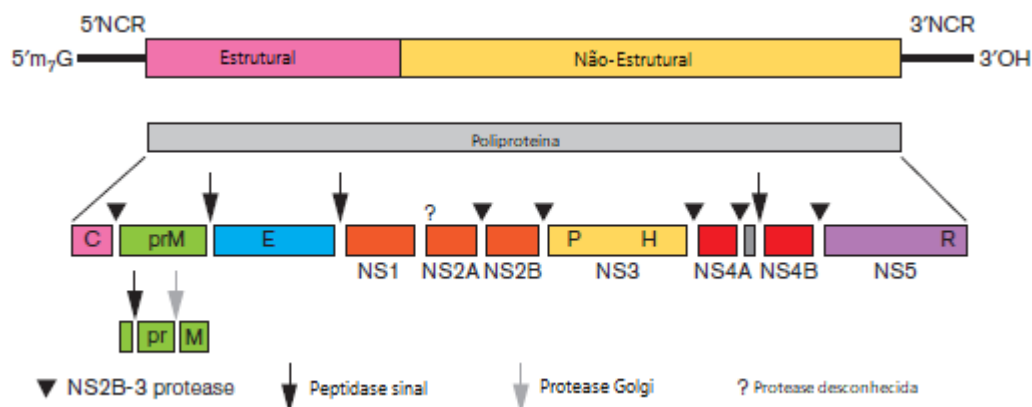 5'NCR 3'NCR
5'm₇G Estrutural Não-Estrutural 3'OH
Poliproteina
?
C prM E P H R
NS1 NS2A NS2B NS3 NS4A NS4B NS5
pr M
NS2B-3 protease Peptidase sinal Protease Golgi ? Protease desconhecida